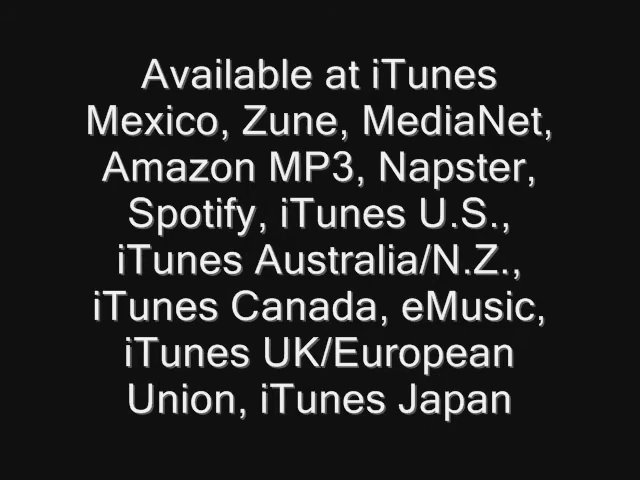 Available at iTunes
Mexico, Zune, MediaNet,
Amazon MP3, Napster,
Spotify, iTunes U.S.,
iTunes Australia/N.Z.,
iTunes Canada, eMusic,
iTunes UK/European
Union, iTunes Japan